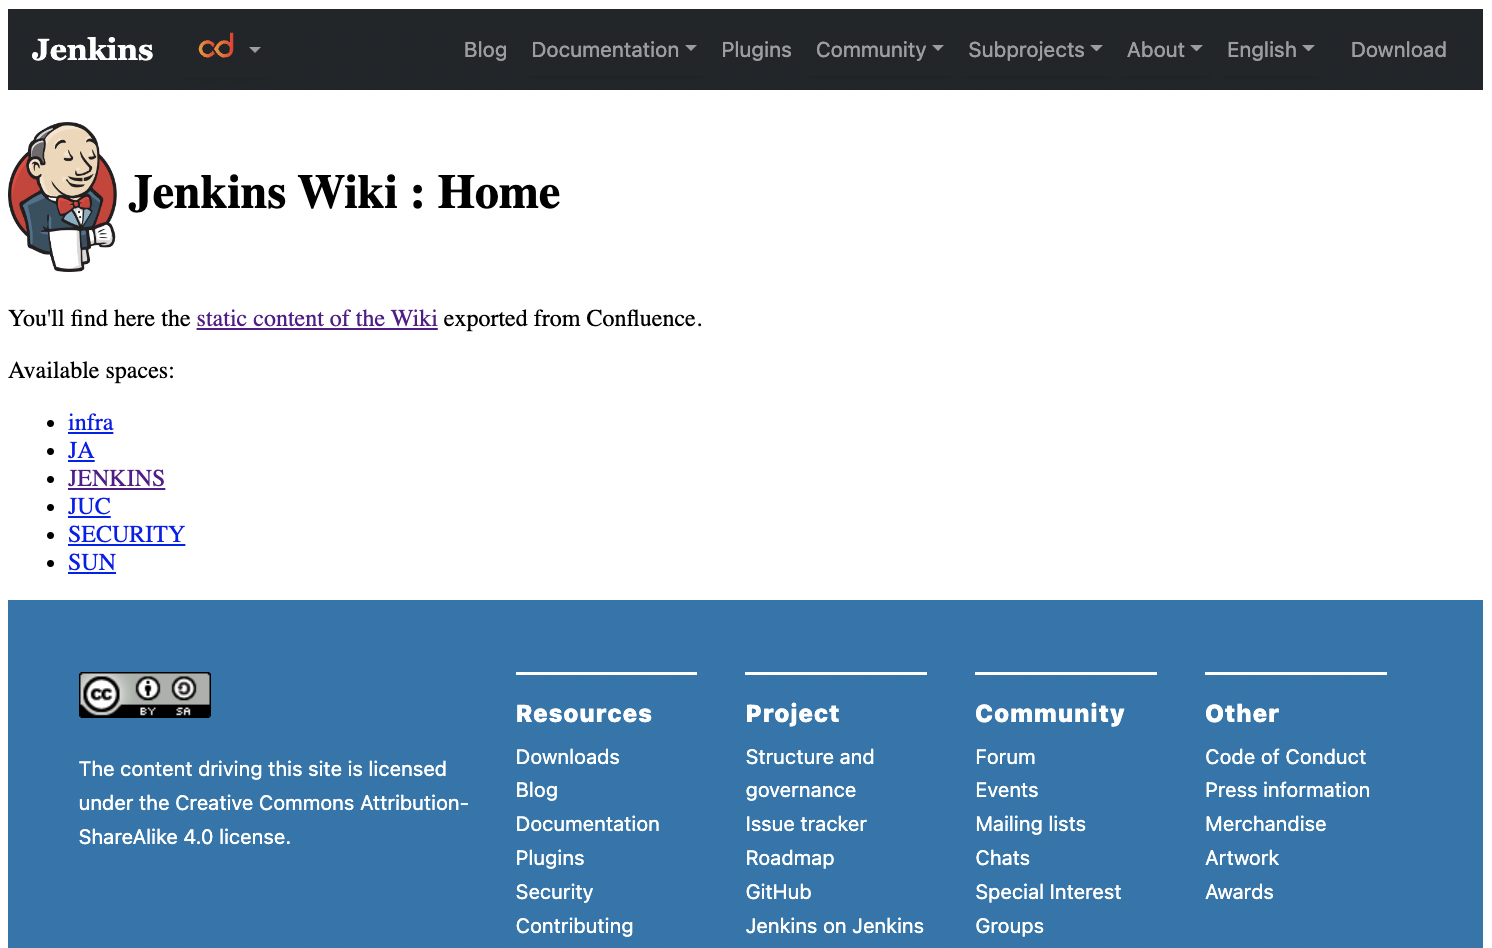 Jenkins
cd
Blog Documentation Plugins Community Subprojects About English Download
Jenkins Wiki : Home
You'll find here the static content of the Wiki exported from Confluence.
Available spaces:
infra
JA
JENKINS
JUC
SECURITY
SUN
cc BY SA
The content driving this site is licensed
under the Creative Commons Attribution-
ShareAlike 4.0 license.
Resources
Downloads
Blog
Documentation
Plugins
Security
Contributing
Project
Structure and
governance
Issue tracker
Roadmap
GitHub
Jenkins on Jenkins
Community
Forum
Events
Mailing lists
Chats
Special Interest
Groups
Other
Code of Conduct
Press information
Merchandise
Artwork
Awards